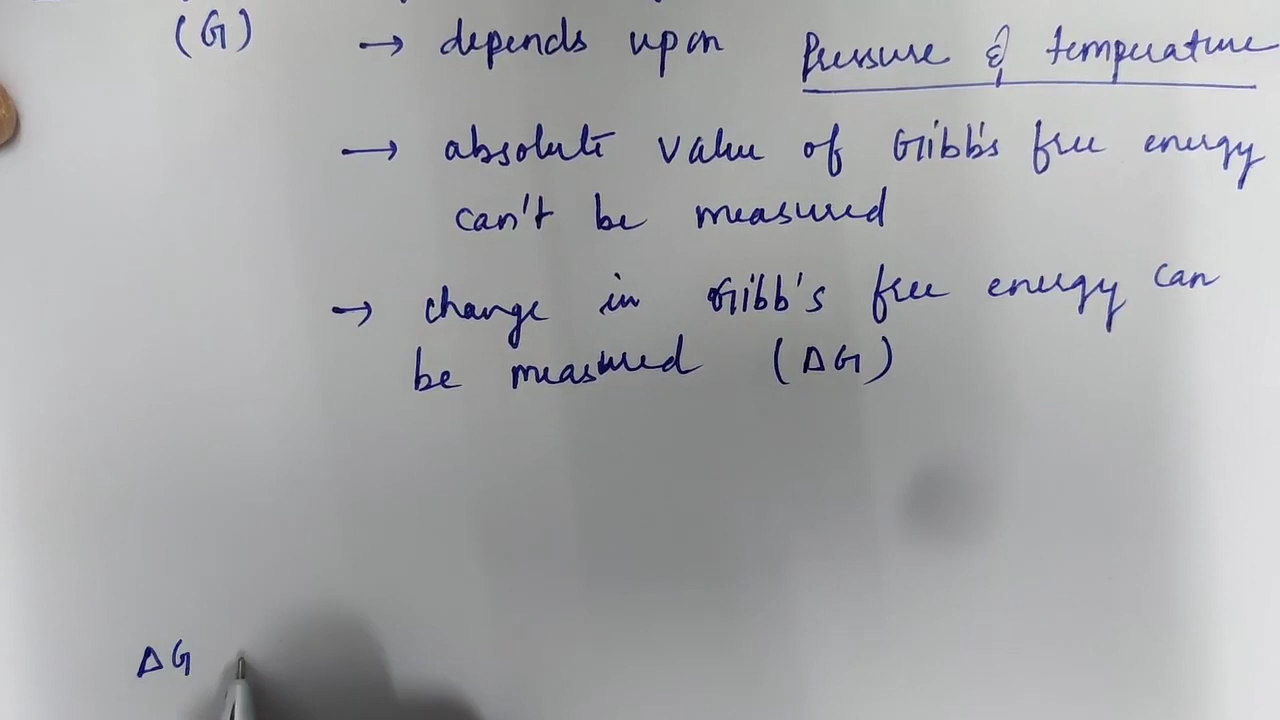 (G) → depends upon Pressure & temperature
→ absolute value of Gibb's free energy
can't be measured
→ change in Gibb's free energy can
be measured (ΔG)
ΔG